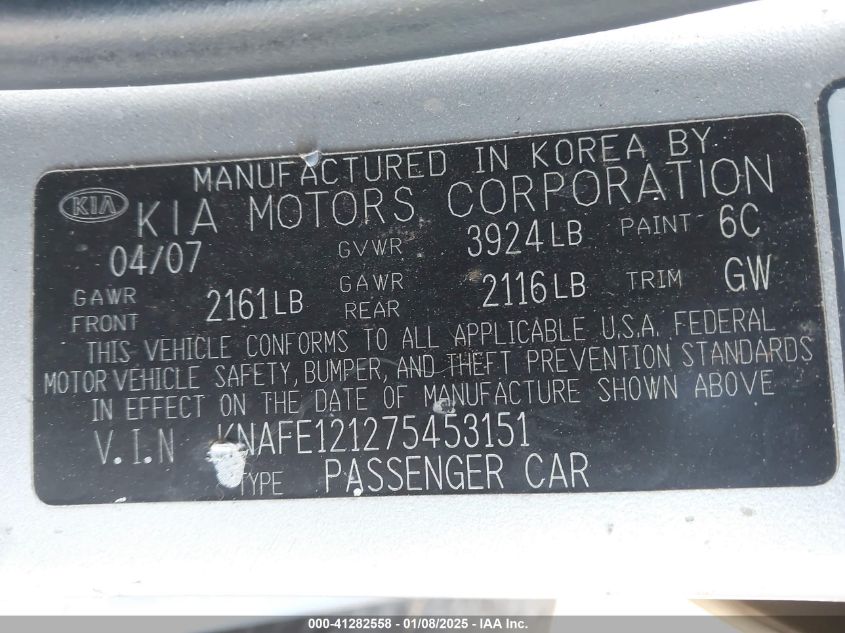 MANUFACTURED IN KOREA BY
KIA KIA MOTORS CORPORATION
04/07 GVWR 3924LB PAINT 6C
GAWR FRONT 2161LB GAWR REAR 2116LB TRIM GW
THIS VEHICLE CONFORMS TO ALL APPLICABLE U.S.A. FEDERAL
MOTOR VEHICLE SAFETY, BUMPER, AND THEFT PREVENTION STANDARDS
IN EFFECT ON THE DATE OF MANUFACTURE SHOWN ABOVE
V.I.N KNAFE121275453151
TYPE PASSENGER CAR
000-41282558 - 01/08/2025 - IAA Inc.